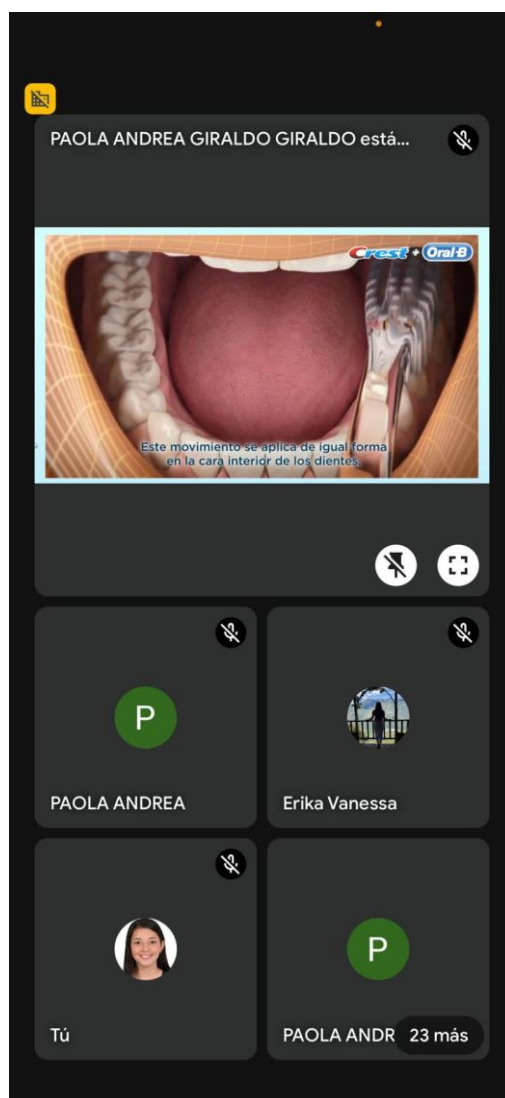 PAOLA ANDREA GIRALDO GIRALDO está...
Crest + Oral-B
Este movimiento se aplica de igual forma
en la cara interior de los dientes,
P
PAOLA ANDREA
Erika Vanessa
Tú
P
PAOLA ANDR
23 más